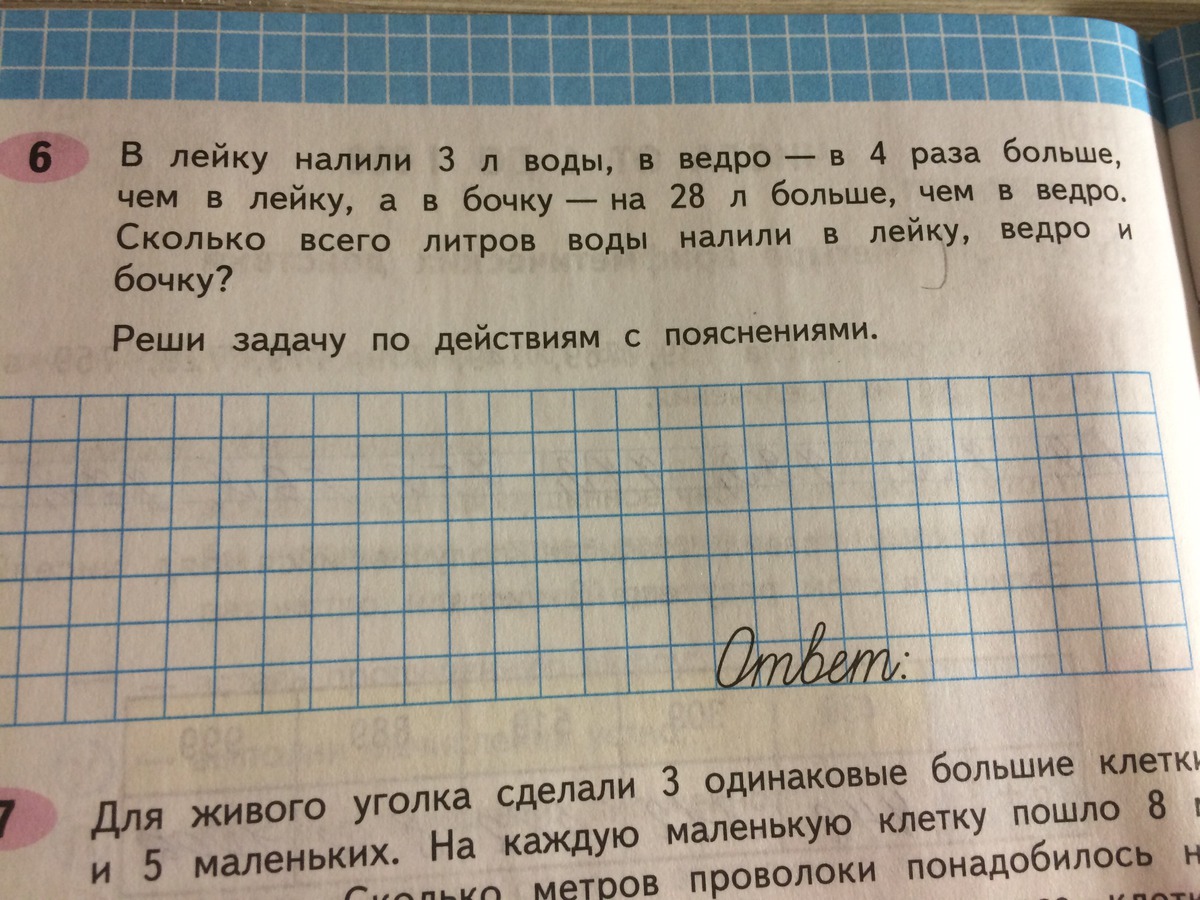 6 В лейку налили 3 л воды, в ведро — в 4 раза больше,
чем в лейку, а в бочку — на 28 л больше, чем в ведро.
Сколько всего литров воды налили в лейку, ведро и
бочку?
Реши задачу по действиям с пояснениями.
Ответ:
7 Для живого уголка сделали 3 одинаковые большие клетки
и 5 маленьких. На каждую маленькую клетку пошло 8
Сколько метров проволоки понадобилось